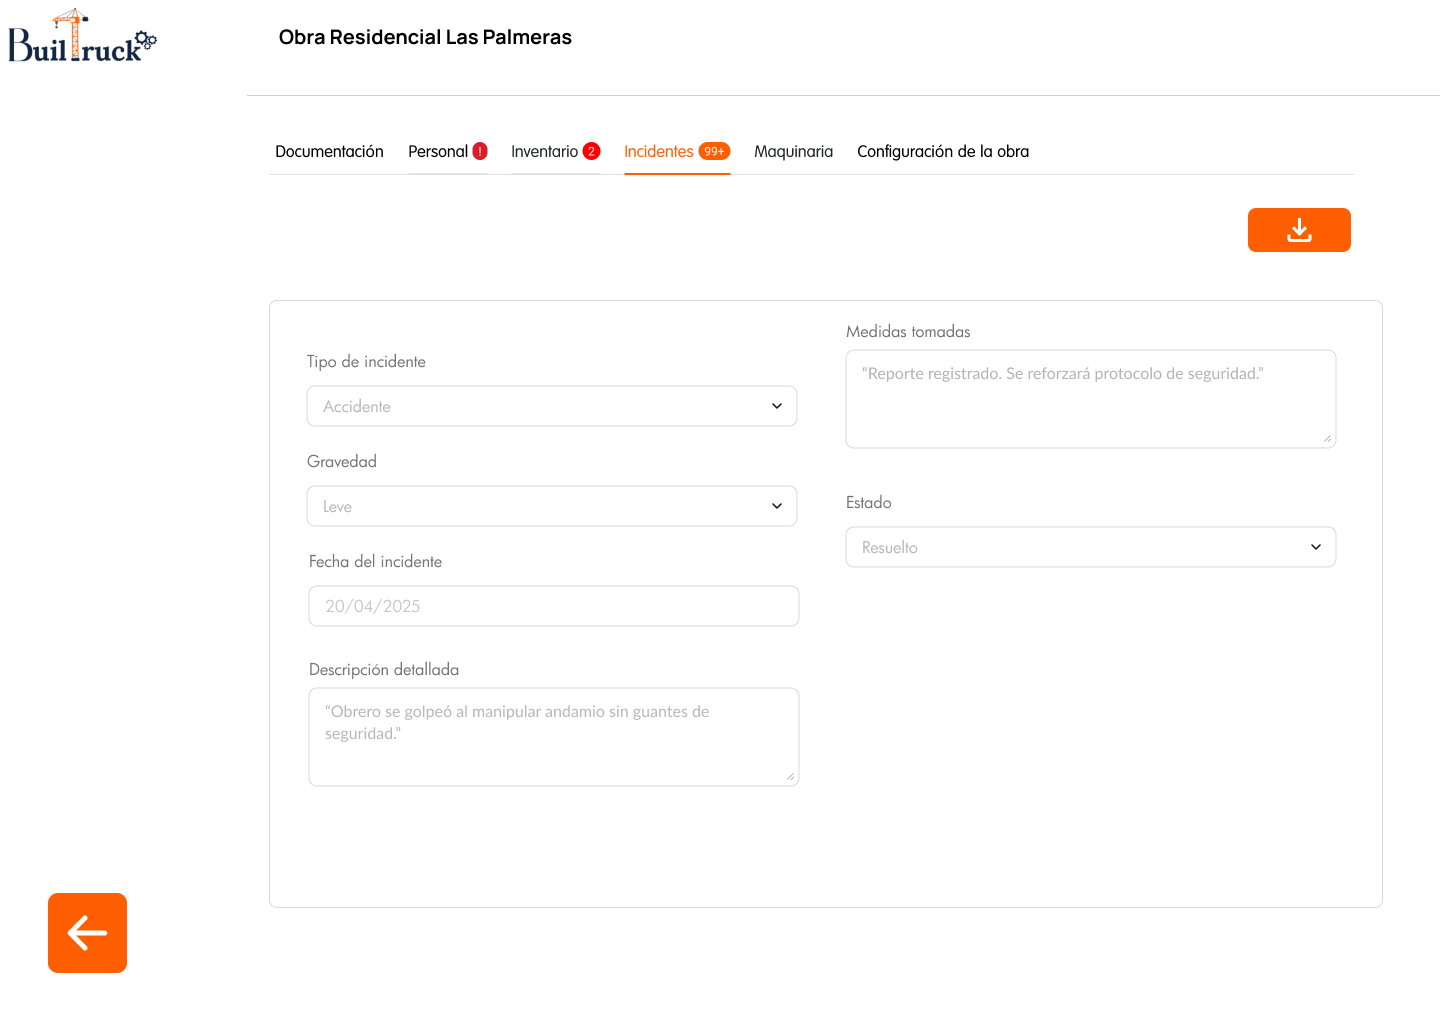 BuilTruck
Obra Residencial Las Palmeras
Documentación Personal ! Inventario 2 Incidentes 99+ Maquinaria Configuración de la obra
Tipo de incidente
Accidente
Gravedad
Leve
Fecha del incidente
20/04/2025
Descripción detallada
“Obrero se golpeó al manipular andamio sin guantes de
seguridad.”
Medidas tomadas
“Reporte registrado. Se reforzará protocolo de seguridad.”
Estado
Resuelto